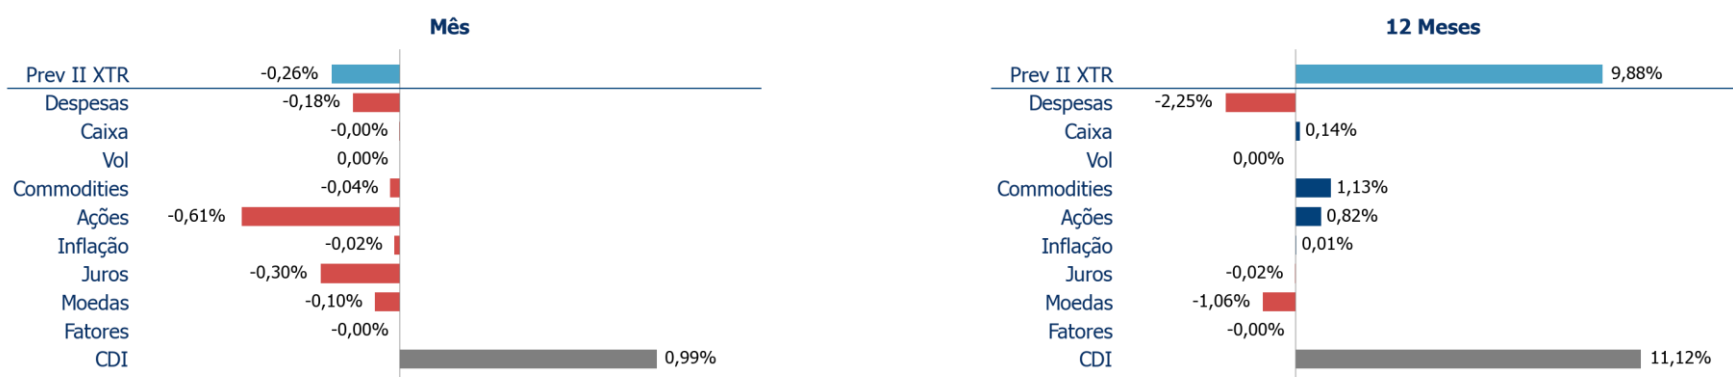 Mês
Prev II XTR -0,26%
Despesas -0,18%
Caixa -0,00%
Vol 0,00%
Commodities -0,04%
Ações -0,61%
Inflação -0,02%
Juros -0,30%
Moedas -0,10%
Fatores -0,00%
CDI 0,99%
12 Meses
Prev II XTR 9,88%
Despesas -2,25%
Caixa 0,14%
Vol 0,00%
Commodities 1,13%
Ações 0,82%
Inflação 0,01%
Juros -0,02%
Moedas -1,06%
Fatores -0,00%
CDI 11,12%